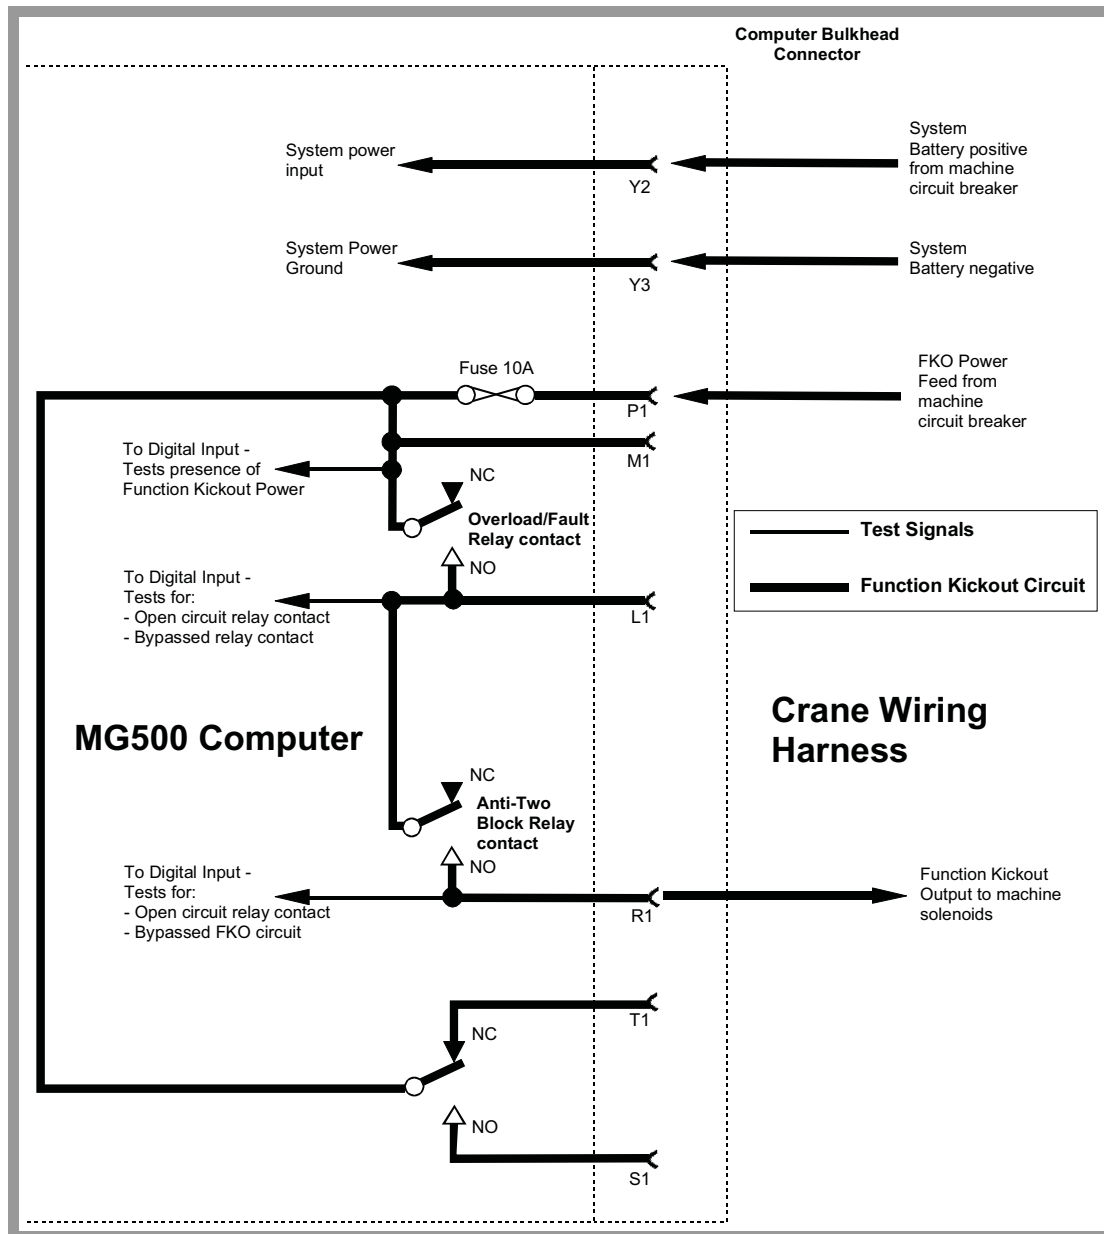 Computer Bulkhead
Connector
System power
input
Y2
System
Battery positive
from machine
circuit breaker
System Power
Ground
Y3
System
Battery negative
Fuse 10A
P1
FKO Power
Feed from
machine
circuit breaker
M1
To Digital Input -
Tests presence of
Function Kickout Power
NC
Overload/Fault
Relay contact
NO
Test Signals
Function Kickout Circuit
To Digital Input -
Tests for:
- Open circuit relay contact
- Bypassed relay contact
L1
MG500 Computer
Crane Wiring
Harness
NC
Anti-Two
Block Relay
contact
NO
To Digital Input -
Tests for:
- Open circuit relay contact
- Bypassed FKO circuit
R1
Function Kickout
Output to machine
solenoids
T1
NC
NO
S1